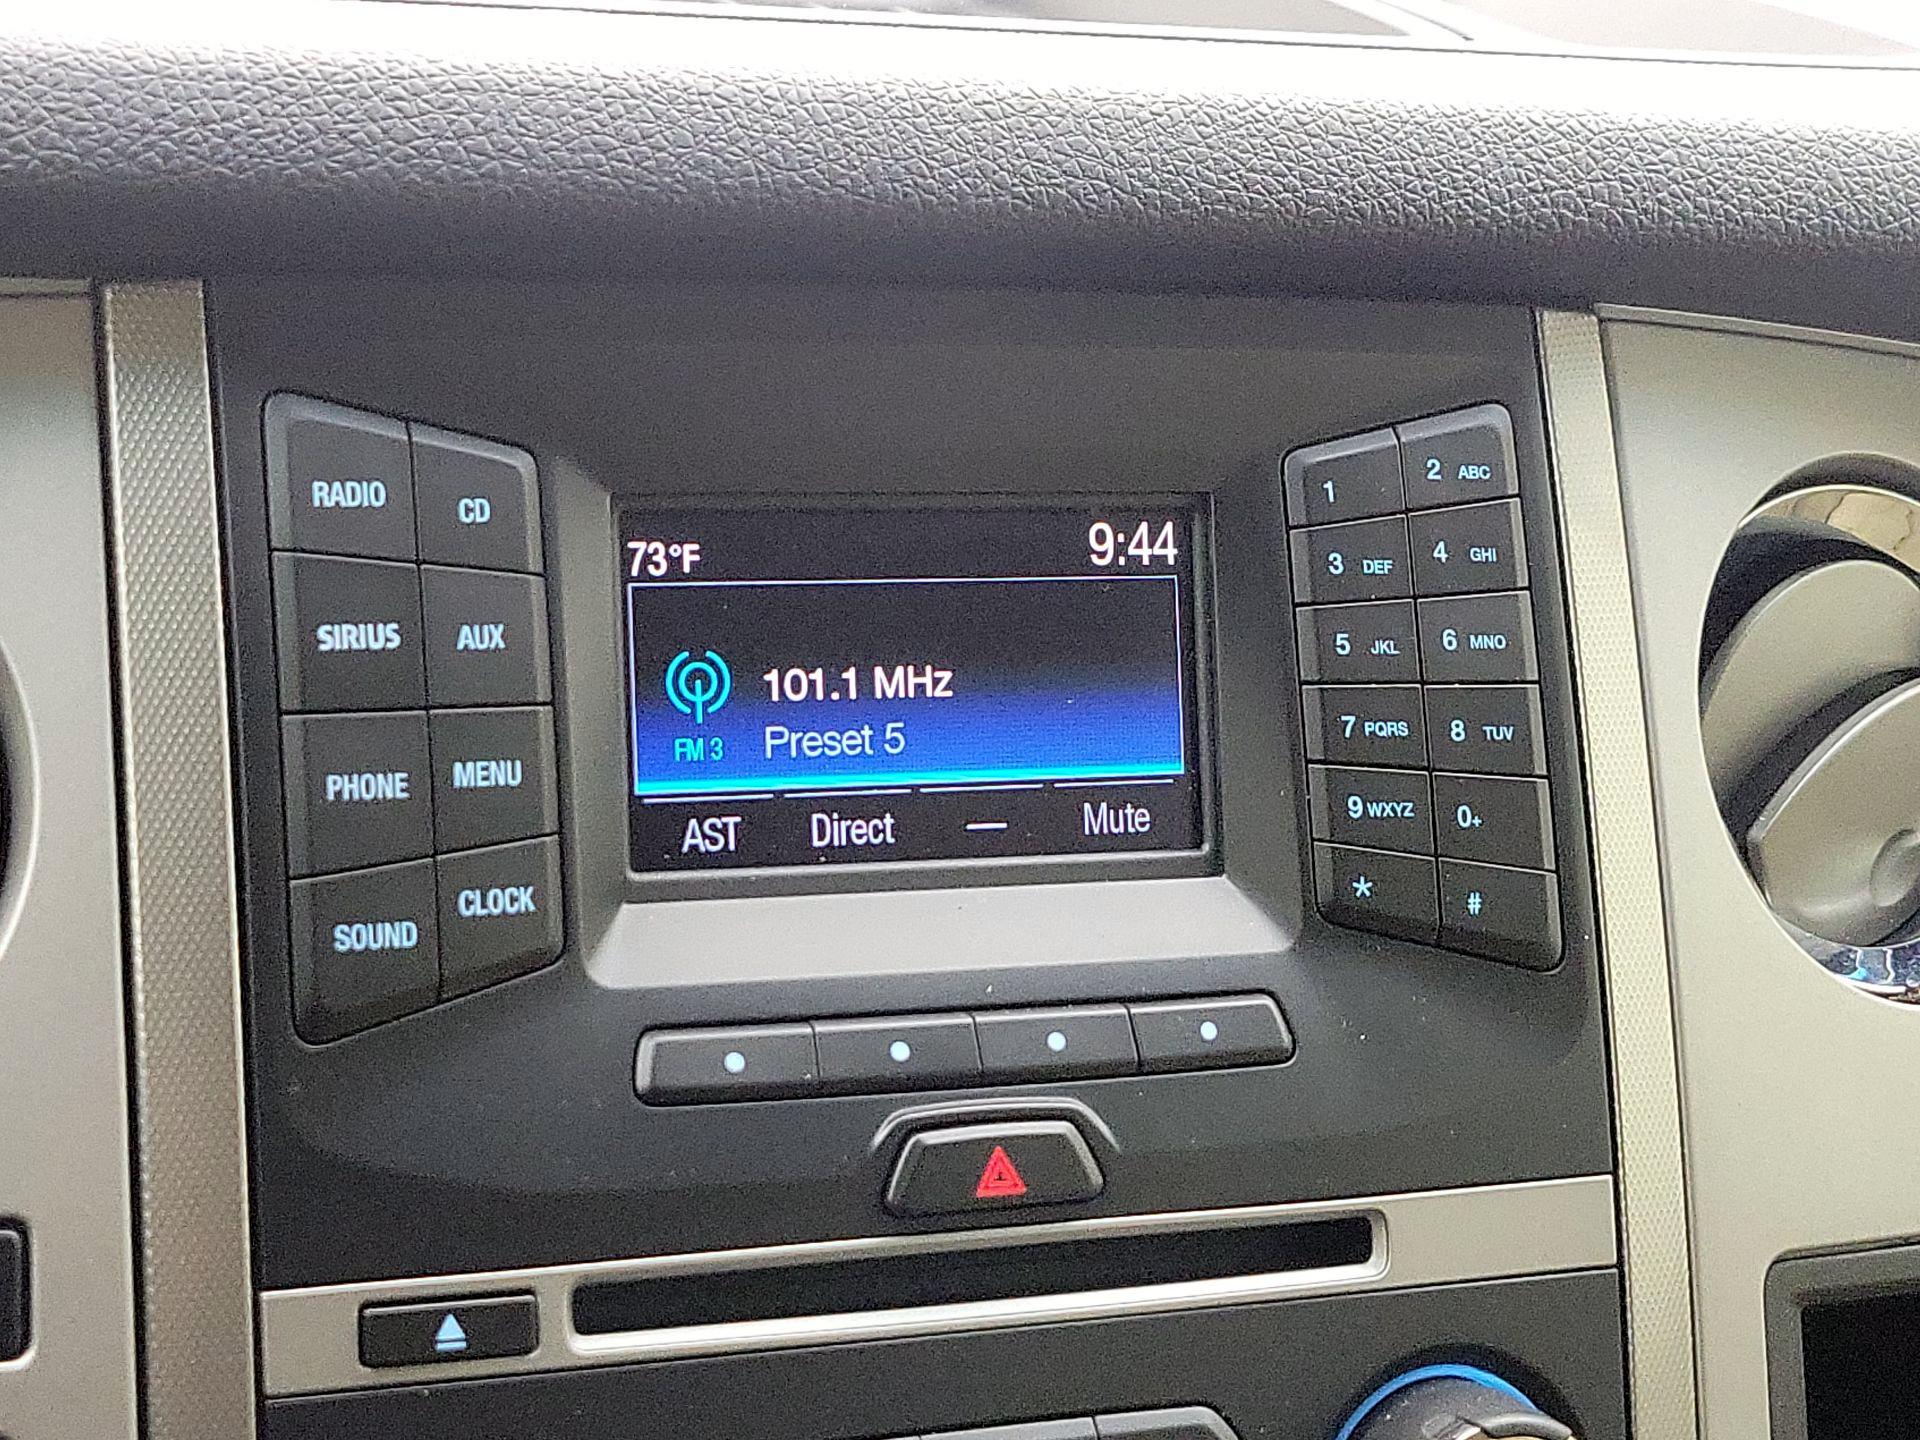 RADIO
CD
SIRIUS
AUX
PHONE
MENU
SOUND
CLOCK
73°F
9:44
101.1 MHz
FM 3
Preset 5
AST
Direct
—
Mute
1
2 ABC
3 DEF
4 GHI
5 JKL
6 MNO
7 PQRS
8 TUV
9 WXYZ
0+
*
#